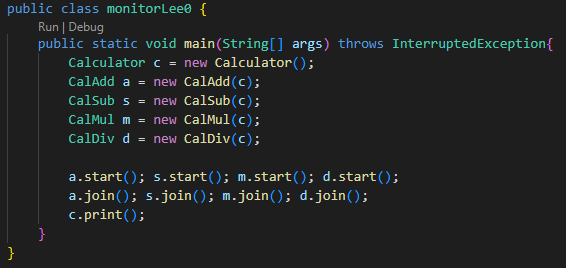 public class monitorLee0 {
Run | Debug
public static void main(String[] args) throws InterruptedException{
Calculator c = new Calculator();
CalAdd a = new CalAdd(c);
CalSub s = new CalSub(c);
CalMul m = new CalMul(c);
CalDiv d = new CalDiv(c);
a.start(); s.start(); m.start(); d.start();
a.join(); s.join(); m.join(); d.join();
c.print();
}
}